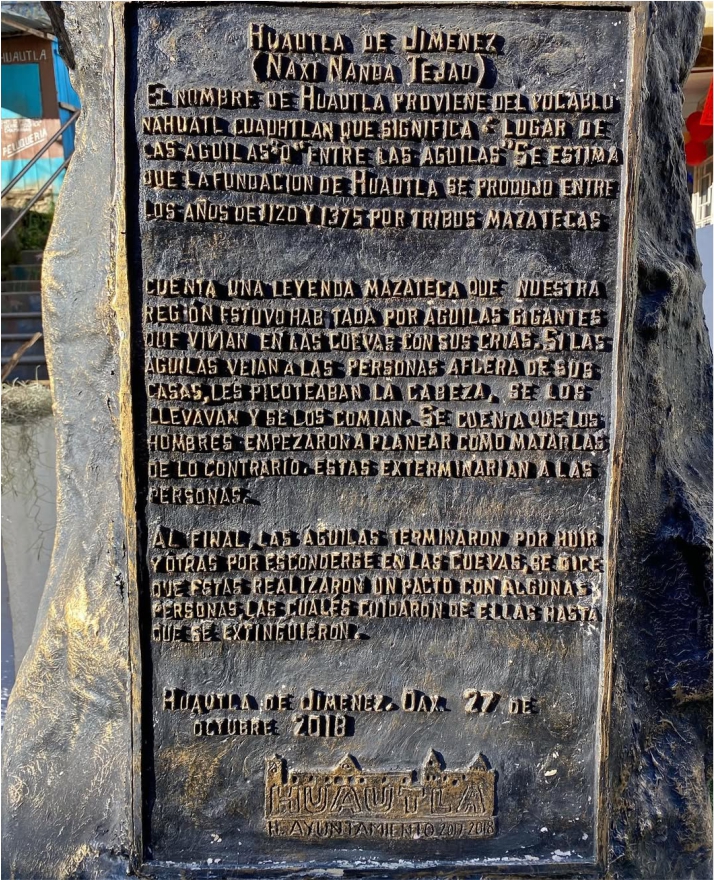 HUAUTLA
PELUQUERIA
HUAUTLA DE JIMENEZ
(NAXI NANDA TEJAO)
EL NOMBRE DE HUAUTLA PROVIENE DEL VOCABLO
NAHUATL CUAUHTLAN QUE SIGNIFICA "LUGAR DE
LAS AGUILAS" O "ENTRE LAS AGUILAS" SE ESTIMA
QUE LA FUNDACION DE HUAUTLA SE PRODUJO ENTRE
LOS AÑOS DE 1120 Y 1375 POR TRIBUS MAZATECAS
CUENTA UNA LEYENDA MAZATECA QUE NUESTRA
REGION ESTUVO HABITADA POR AGUILAS GIGANTES
QUE VIVIAN EN LAS CUEVAS CON SUS CRIAS. SI LAS
AGUILAS VEIAN A LAS PERSONAS AFUERA DE SUS
CASAS, LES PICOTEABAN LA CABEZA, SE LOS
LLEVAVAN Y SE LOS COMIAN. SE CUENTA QUE LOS
HOMBRES EMPEZARON A PLANEAR COMO MATARLAS
DE LO CONTRARIO. ESTAS EXTERMINARIAN A LAS
PERSONAS.
AL FINAL, LAS AGUILAS TERMINARON POR HUIR
Y OTRAS POR ESCONDERSE EN LAS CUEVAS, SE DICE
QUE ESTAS REALIZARON UN PACTO CON ALGUNAS
PERSONAS, LAS CUALES CUIDARON DE ELLAS HASTA
QUE SE EXTINGUIERON.
HUAUTLA DE JIMENEZ. OAX. 27 DE
OCTUBRE 2018
HUAUTLA
H. AYUNTAMIENTO 2017-2018